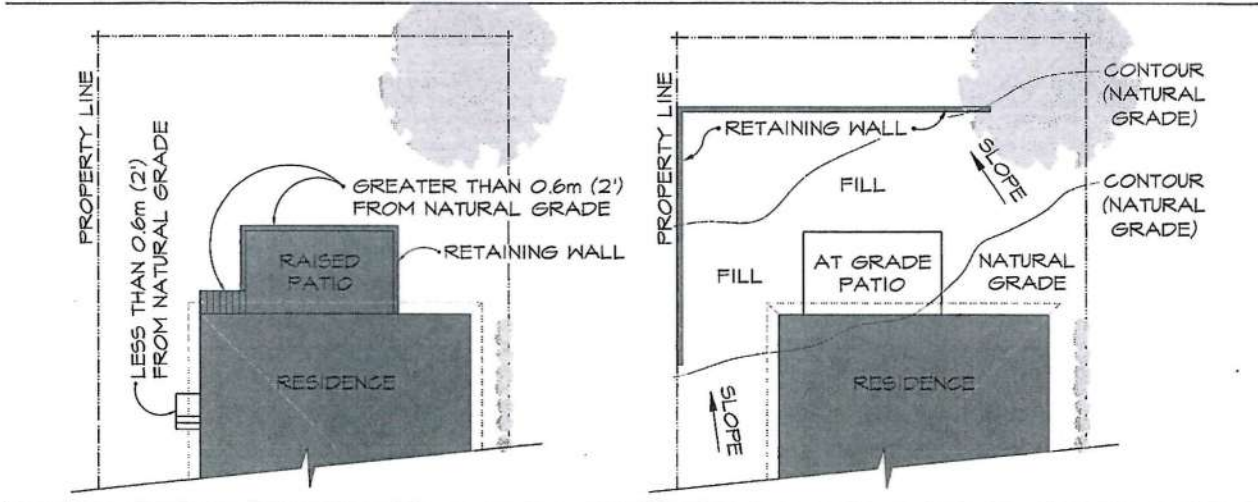 PROPERTY LINE
LESS THAN 0.6m (2')
FROM NATURAL GRADE
GREATER THAN 0.6m (2')
FROM NATURAL GRADE
RETAINING WALL
RAISED
PATIO
RESIDENCE
PROPERTY LINE
RETAINING WALL
CONTOUR
(NATURAL
GRADE)
SLOPE
FILL
CONTOUR
(NATURAL
GRADE)
FILL
AT GRADE
PATIO
NATURAL
GRADE
RESIDENCE
SLOPE